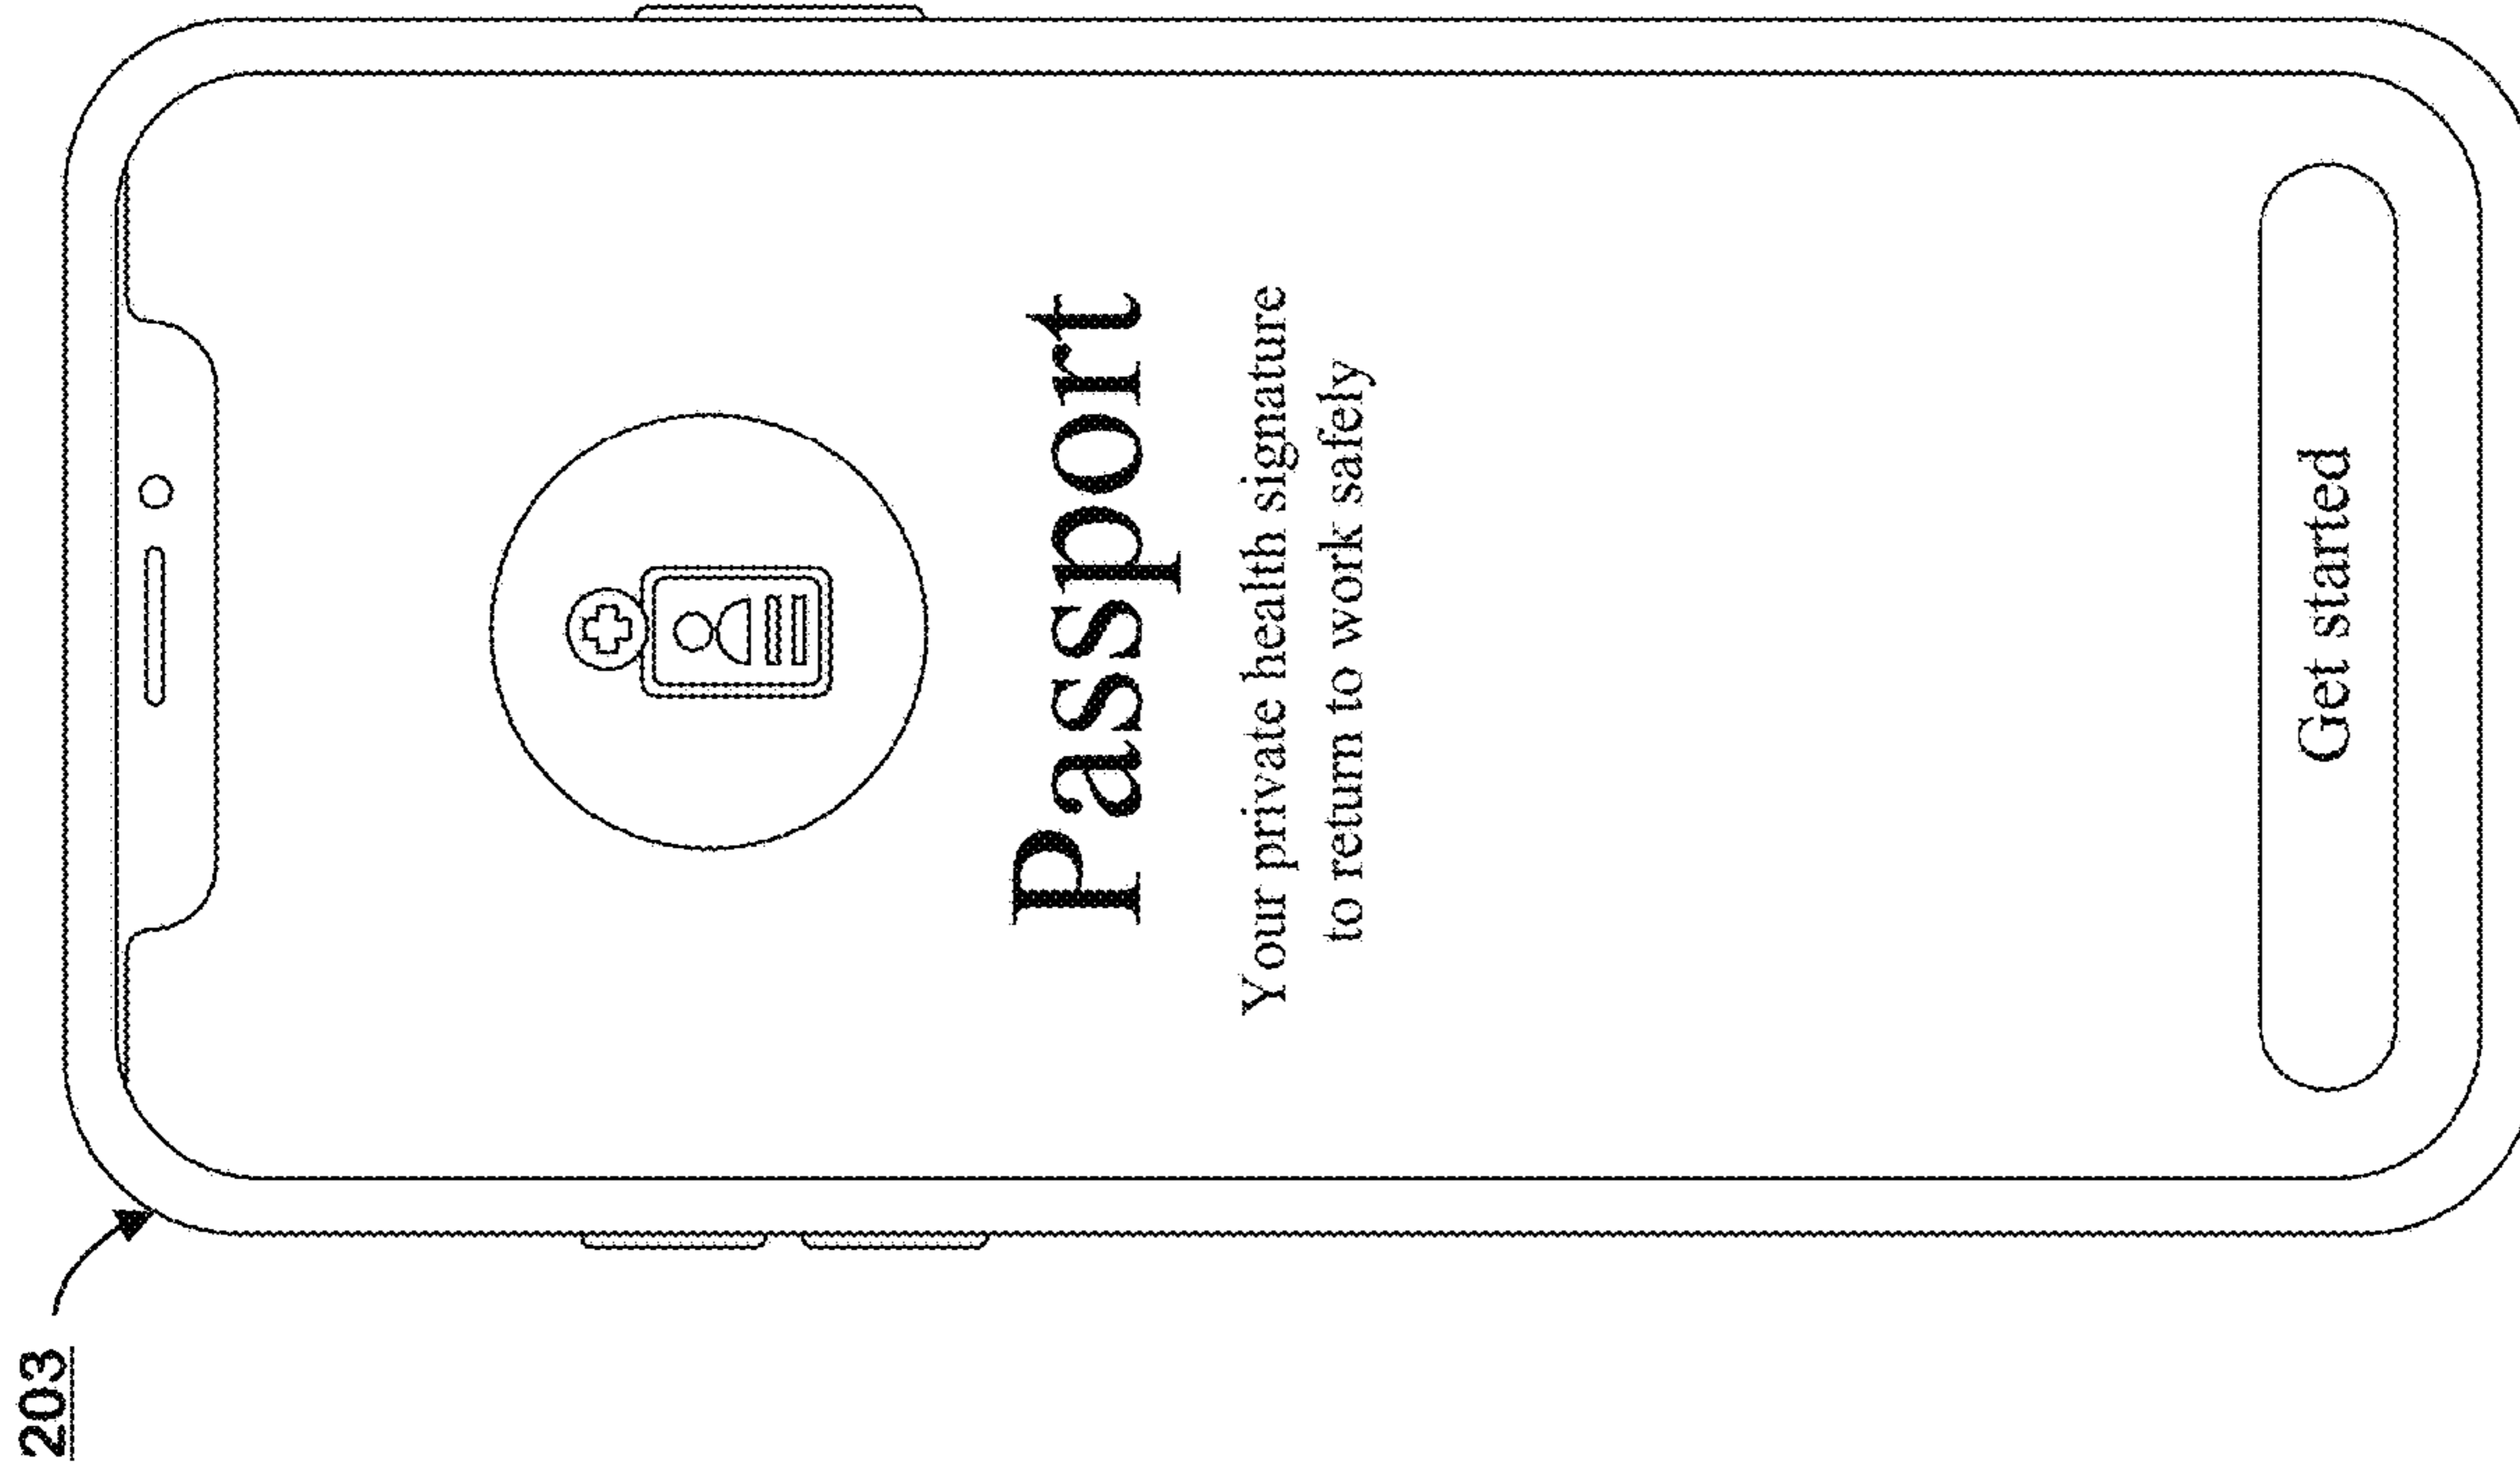 203
Passport
Your private health signature
to return to work safely
Get started